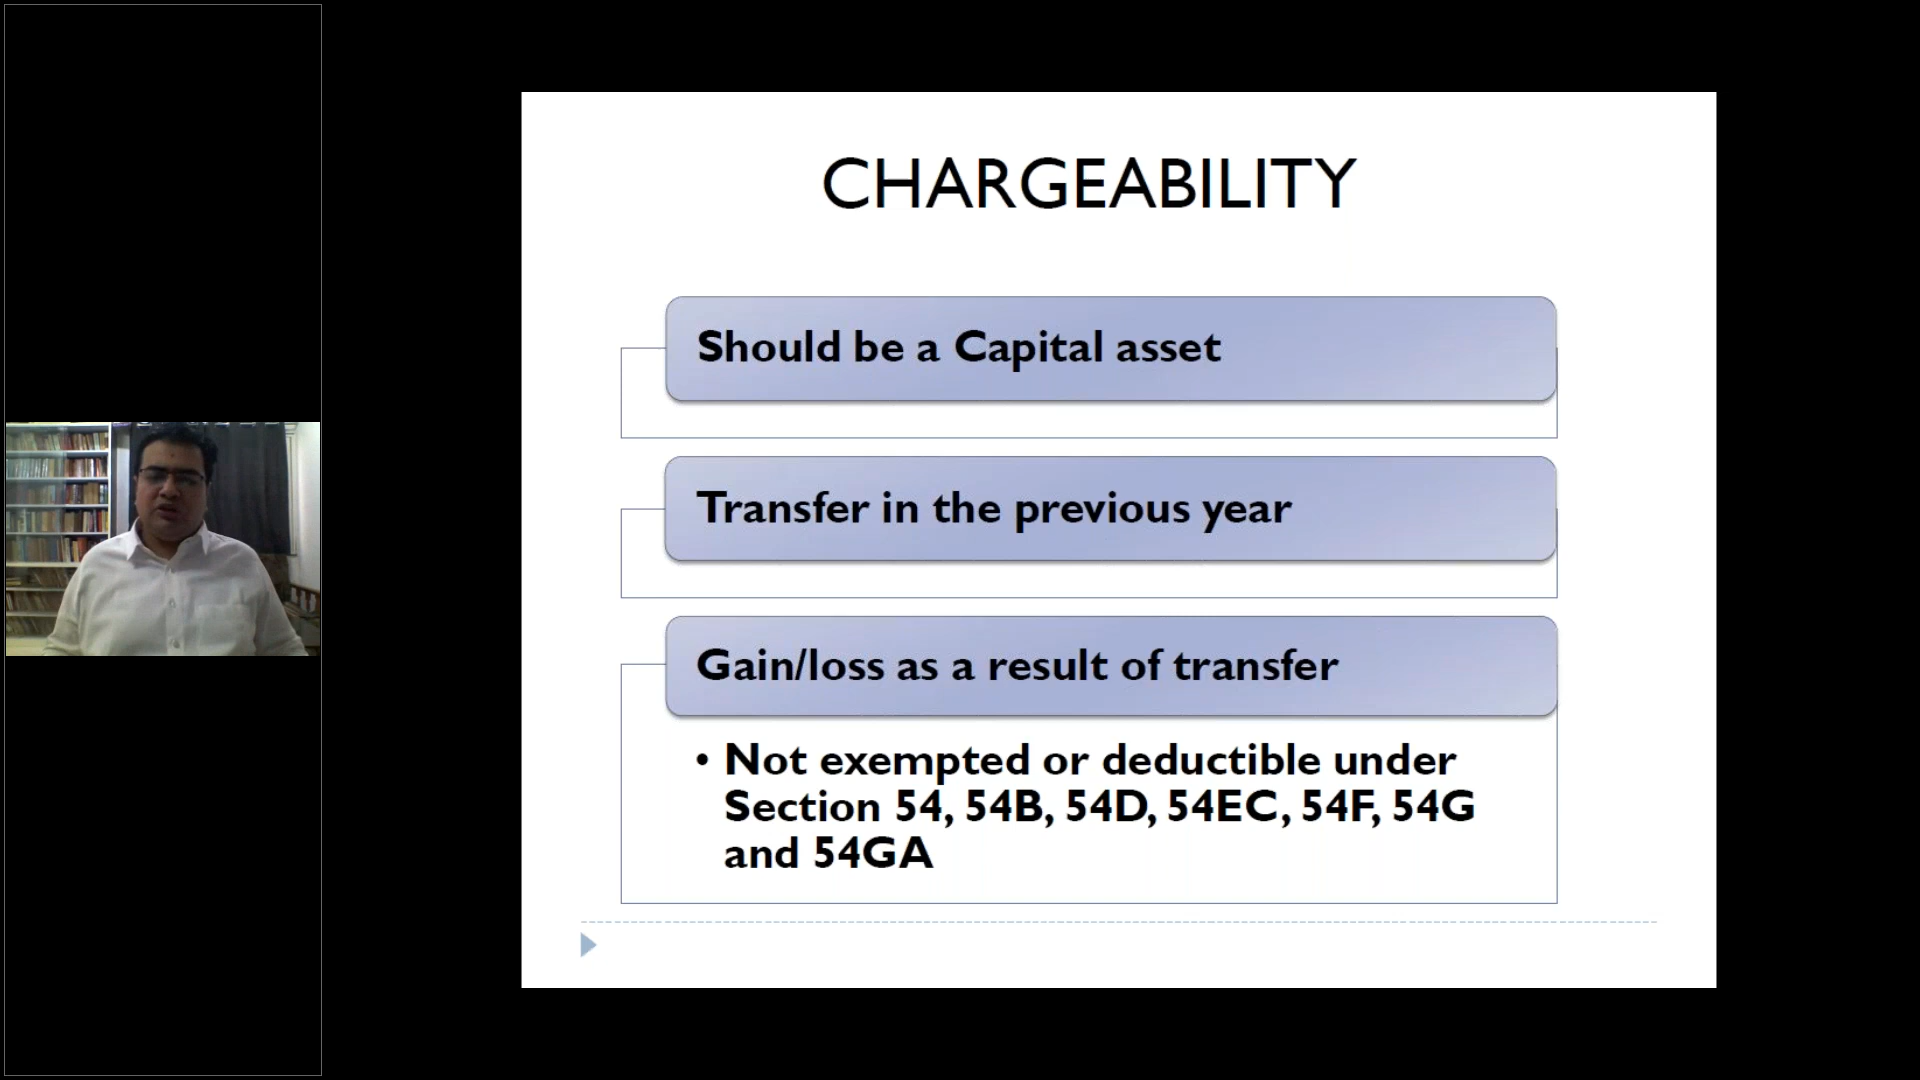 CHARGEABILITY
Should be a Capital asset
Transfer in the previous year
Gain/loss as a result of transfer
• Not exempted or deductible under
Section 54, 54B, 54D, 54EC, 54F, 54G
and 54GA